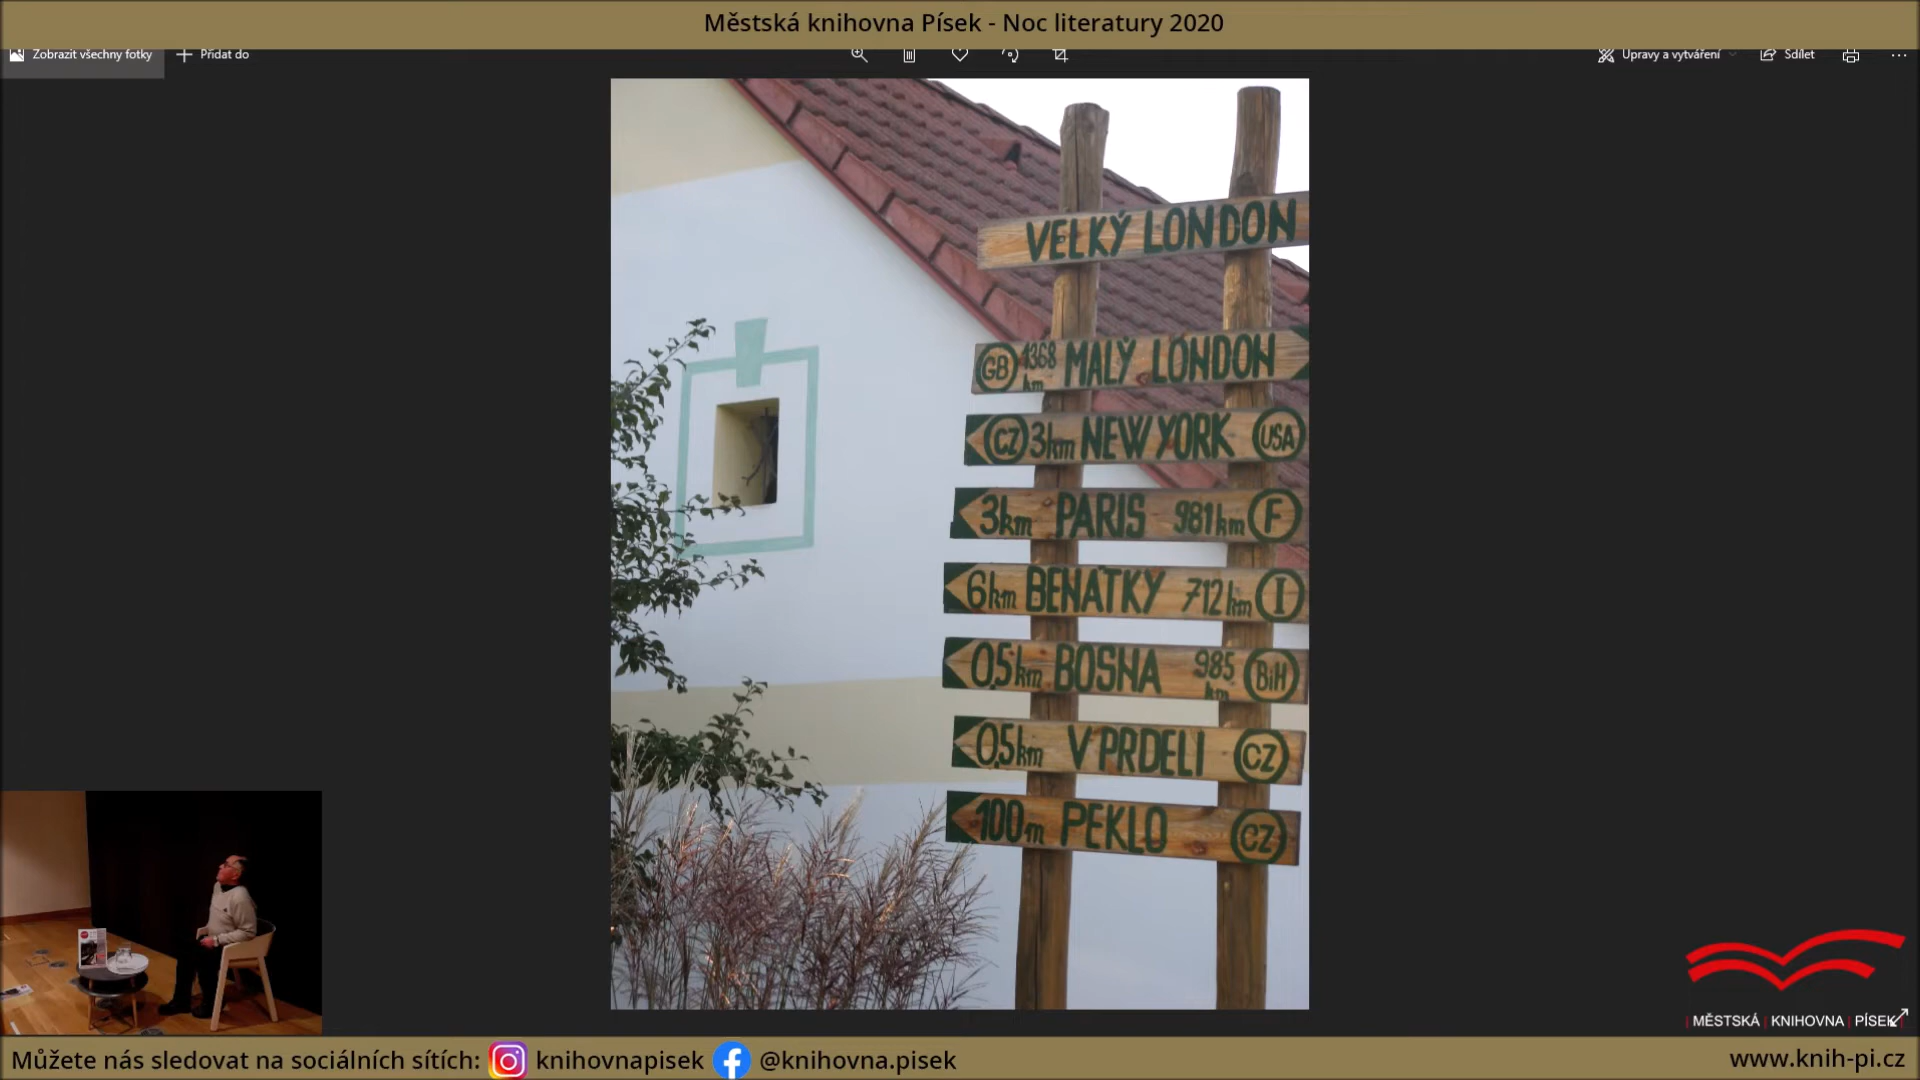 Městská knihovna Písek - Noc literatury 2020
Zobrazit všechny fotky
Přidat do
Upravy a vytváření
Sdílet
VELKÝ LONDON
GB 1368 km MALÝ LONDON
CZ 3km NEW YORK USA
3km PARIS 981km F
6km BENÁTKY 712km I
0,5km BOSNA 985 km BiH
0,5km V PRDELI CZ
100m PEKLO CZ
| MĚSTSKÁ | KNIHOVNA | PÍSEK
Můžete nás sledovat na sociálních sítích: knihovnapisek @knihovna.pisek
www.knih-pi.cz